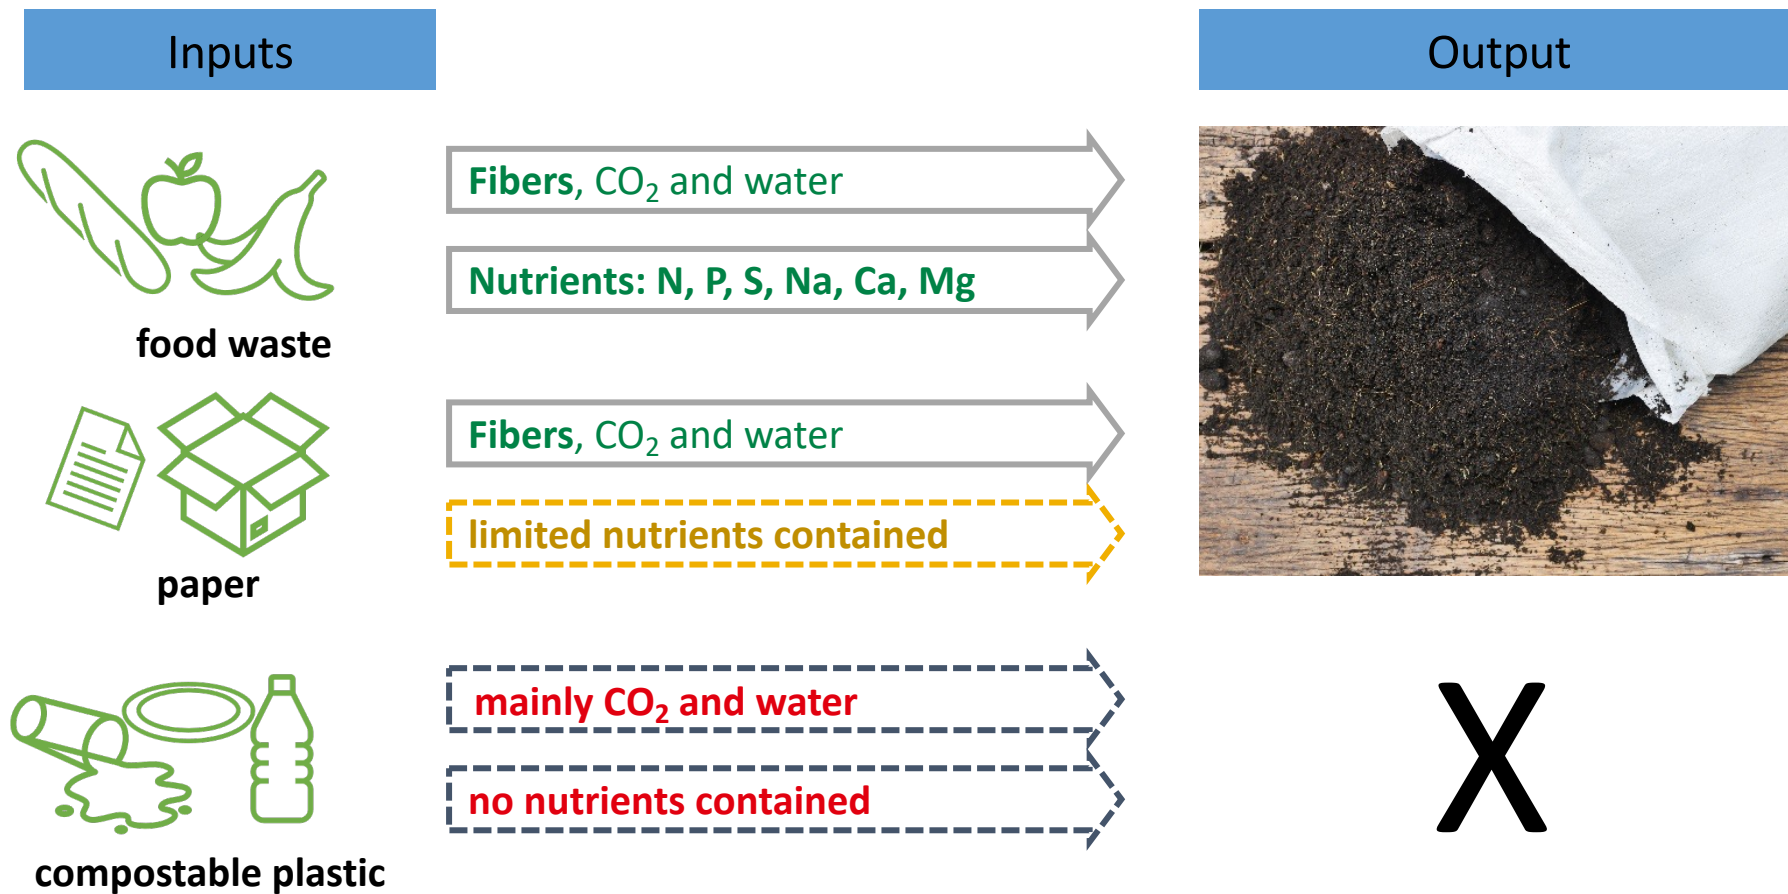 Inputs
Output
Fibers, CO₂ and water
Nutrients: N, P, S, Na, Ca, Mg
food waste
Fibers, CO₂ and water
limited nutrients contained
paper
mainly CO₂ and water
no nutrients contained
X
compostable plastic